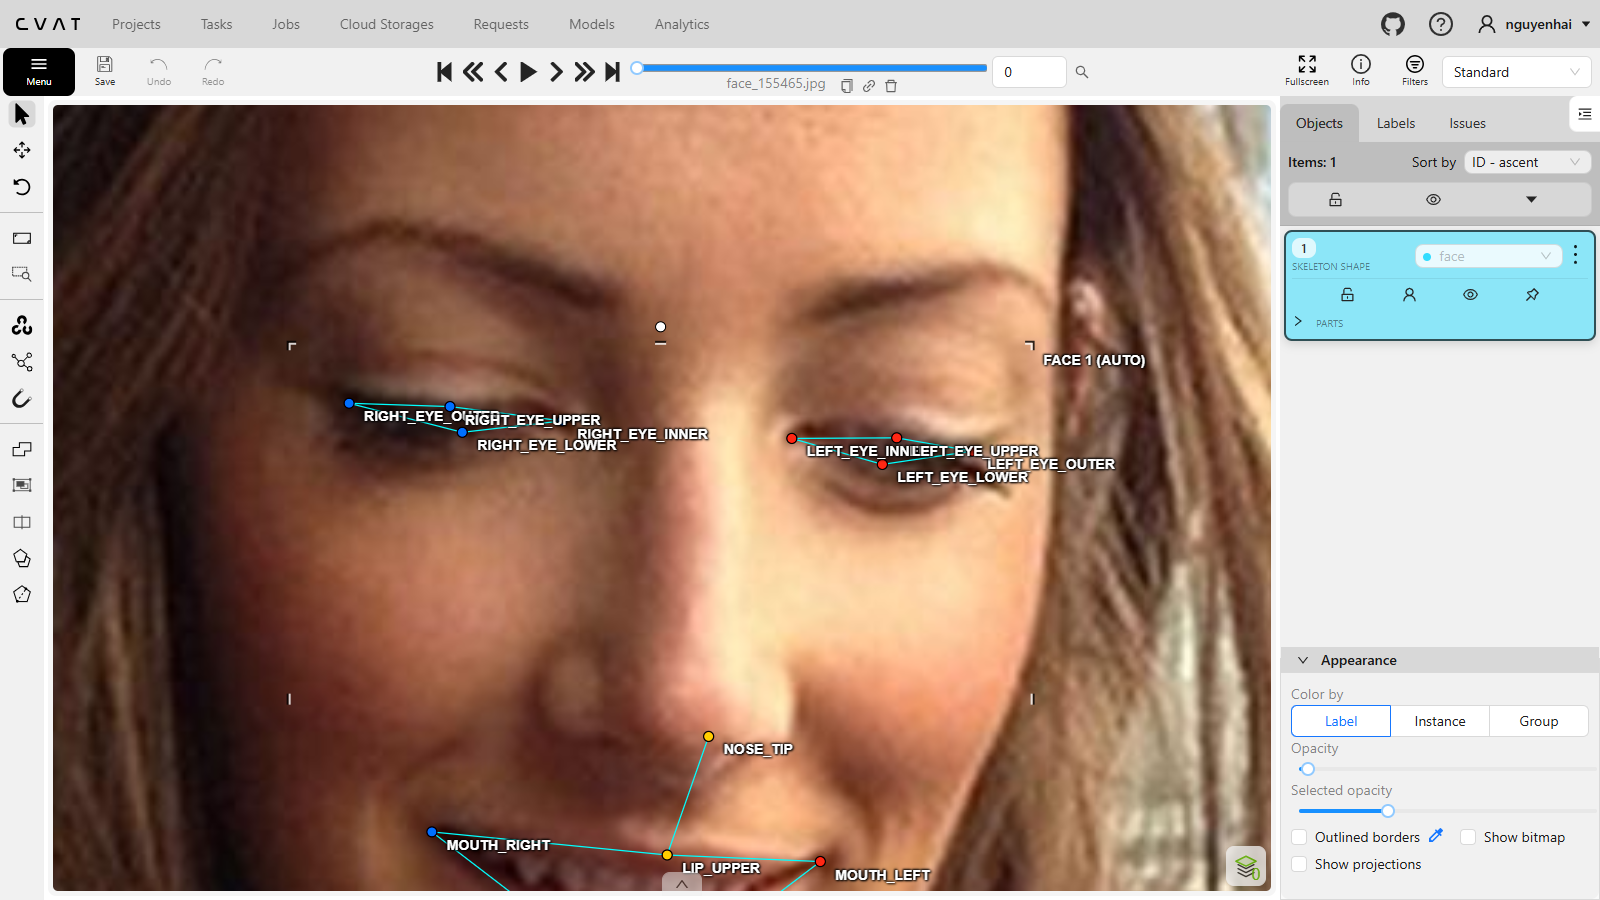 CVAT
Projects
Tasks
Jobs
Cloud Storages
Requests
Models
Analytics
nguyenhai
Menu
Save
Undo
Redo
face_155465.jpg
0
Fullscreen
Info
Filters
Standard
Objects
Labels
Issues
Items: 1
Sort by
ID - ascent
1
SKELETON SHAPE
face
PARTS
FACE 1 (AUTO)
RIGHT_EYE_OUTER
RIGHT_EYE_UPPER
RIGHT_EYE_INNER
RIGHT_EYE_LOWER
LEFT_EYE_INNER
LEFT_EYE_UPPER
LEFT_EYE_OUTER
LEFT_EYE_LOWER
NOSE_TIP
MOUTH_RIGHT
LIP_UPPER
MOUTH_LEFT
0
Appearance
Color by
Label
Instance
Group
Opacity
Selected opacity
Outlined borders
Show bitmap
Show projections